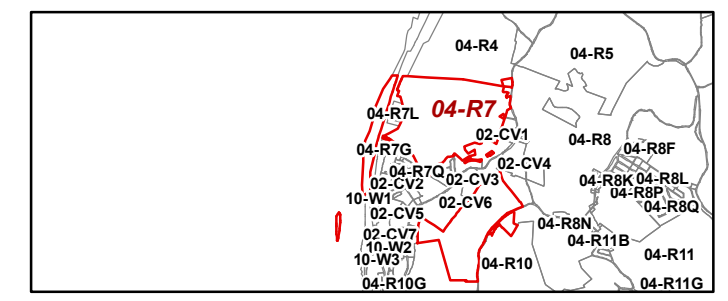 04-R4
04-R5
04-R7
04-R7L
02-CV1
04-R8
04-R7G
04-R8F
02-CV4
04-R7Q
02-CV3
02-CV2
04-R8K
04-R8L
04-R8P
10-W1
02-CV6
04-R8Q
02-CV5
04-R8N
02-CV7
04-R11B
10-W2
10-W3
04-R10
04-R11
04-R10G
04-R11G